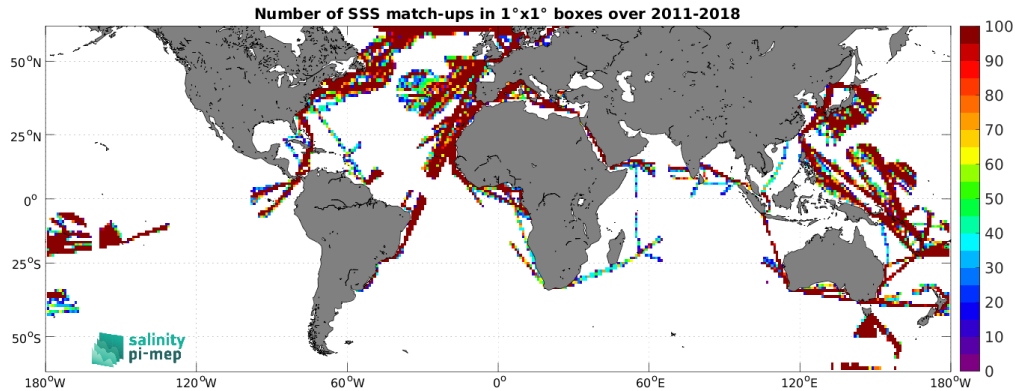 Number of SSS match-ups in 1°x1° boxes over 2011-2018
50°N
25°N
0°
25°S
50°S
180°W
120°W
60°W
0°
60°E
120°E
180°W
100
90
80
70
60
50
40
30
20
10
0
salinity
pi-mep